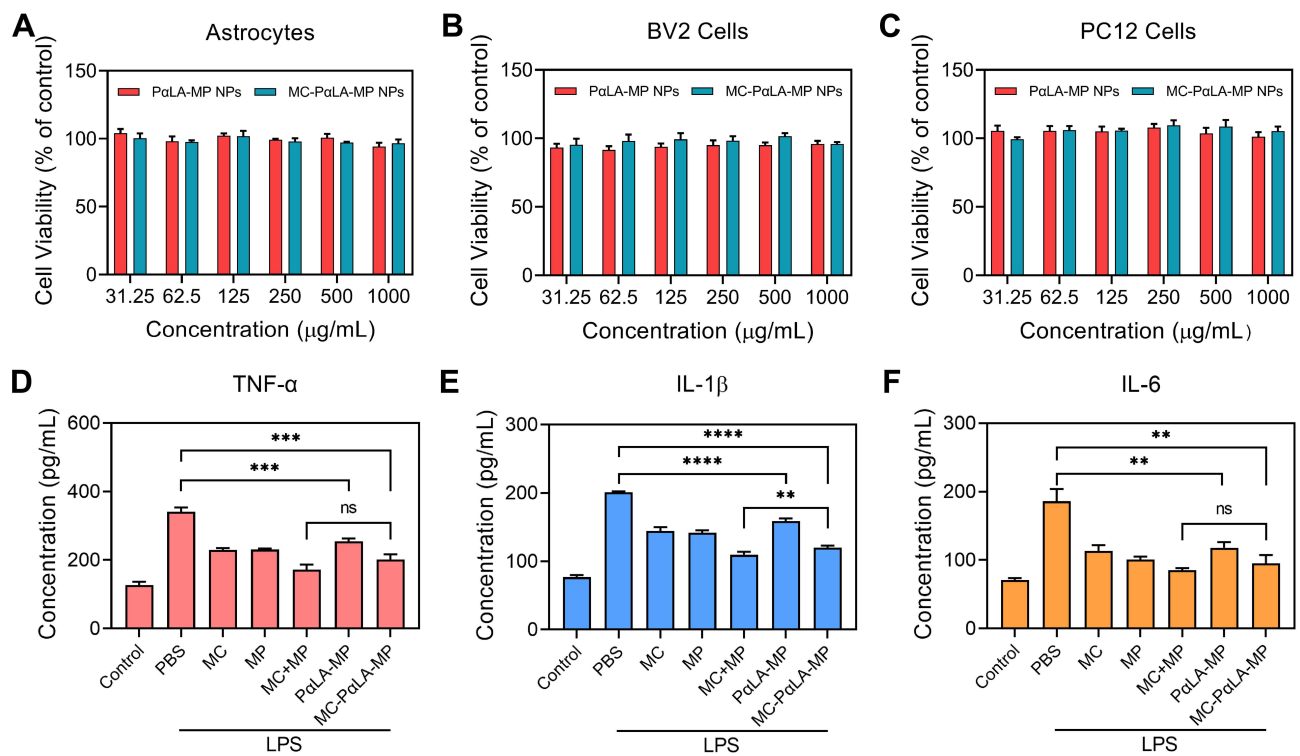 A
Astrocytes
Cell Viability (% of control)
150
100
50
0
PαLA-MP NPs
MC-PαLA-MP NPs
31.25 62.5 125 250 500 1000
Concentration (μg/mL)
B
BV2 Cells
Cell Viability (% of control)
150
100
50
0
PαLA-MP NPs
MC-PαLA-MP NPs
31.25 62.5 125 250 500 1000
Concentration (μg/mL)
C
PC12 Cells
Cell Viability (% of control)
150
100
50
0
PαLA-MP NPs
MC-PαLA-MP NPs
31.25 62.5 125 250 500 1000
Concentration (μg/mL)
D
TNF-α
Concentration (pg/mL)
600
400
200
0
***
***
ns
Control PBS MC MP MC+MP PαLA-MP MC-PαLA-MP
LPS
E
IL-1β
Concentration (pg/mL)
300
200
100
0
****
****
**
Control PBS MC MP MC+MP PαLA-MP MC-PαLA-MP
LPS
F
IL-6
Concentration (pg/mL)
300
200
100
0
**
**
ns
Control PBS MC MP MC+MP PαLA-MP MC-PαLA-MP
LPS